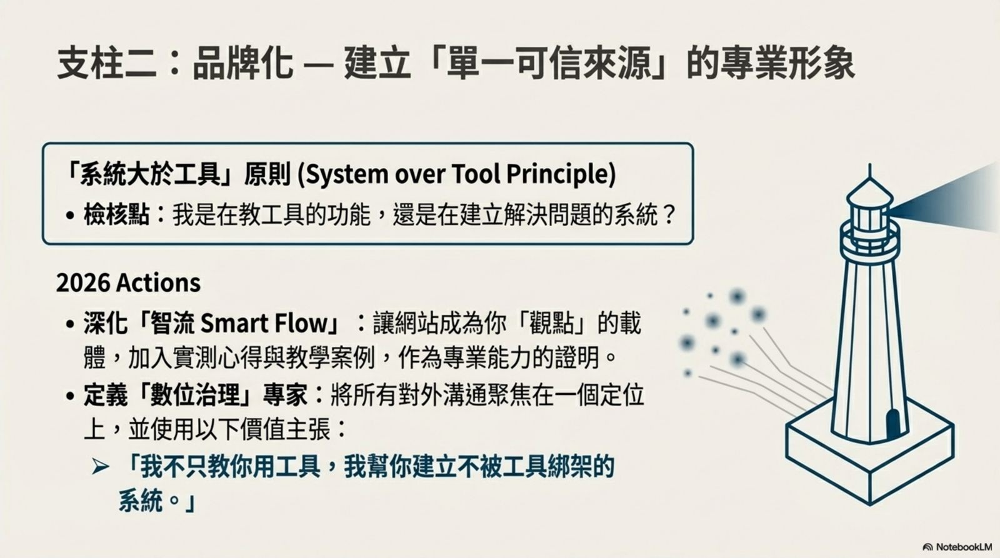 支柱二：品牌化 — 建立「單一可信來源」的專業形象
「系統大於工具」原則 (System over Tool Principle)
• 檢核點：我是在教工具的功能，還是在建立解決問題的系統？
2026 Actions
• 深化「智流 Smart Flow」：讓網站成為你「觀點」的載
體，加入實測心得與教學案例，作為專業能力的證明。
• 定義「數位治理」專家：將所有對外溝通聚焦在一個定位
上，並使用以下價值主張：
➢ 「我不只教你用工具，我幫你建立不被工具綁架的
系統。」
NotebookLM